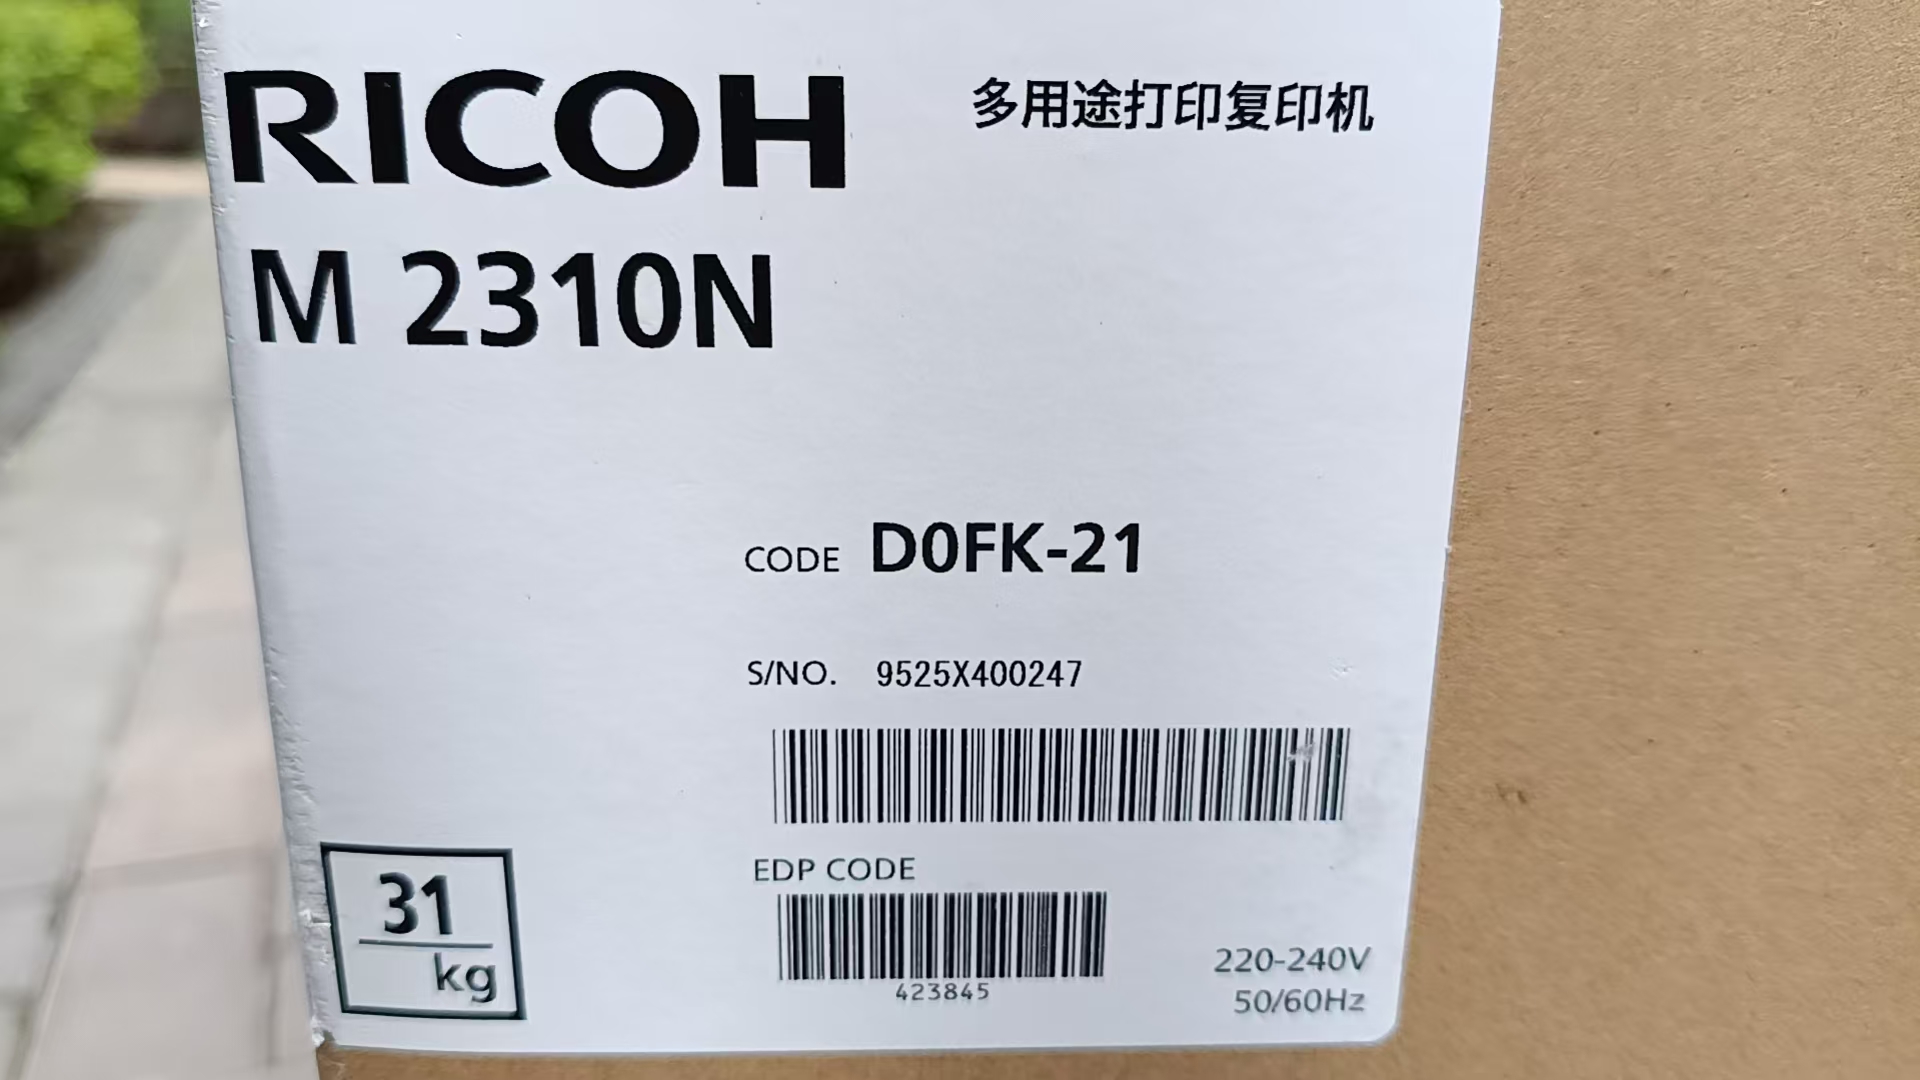 RICOH 多用途打印复印机
M 2310N
CODE D0FK-21
S/NO. 9525X400247
EDP CODE
423845
31
kg
220-240V
50/60Hz